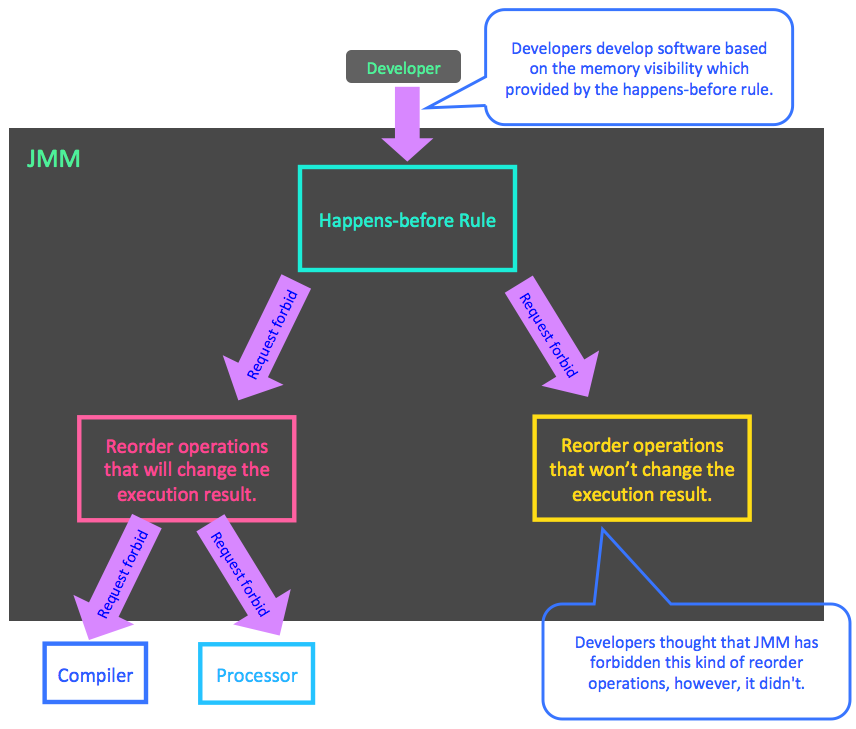 Developer
Developers develop software based
on the memory visibility which
provided by the happens-before rule.
JMM
Happens-before Rule
Request forbid
Request forbid
Reorder operations
that will change the
execution result.
Reorder operations
that won't change the
execution result.
Request forbid
Request forbid
Compiler
Processor
Developers thought that JMM has
forbidden this kind of reorder
operations, however, it didn't.